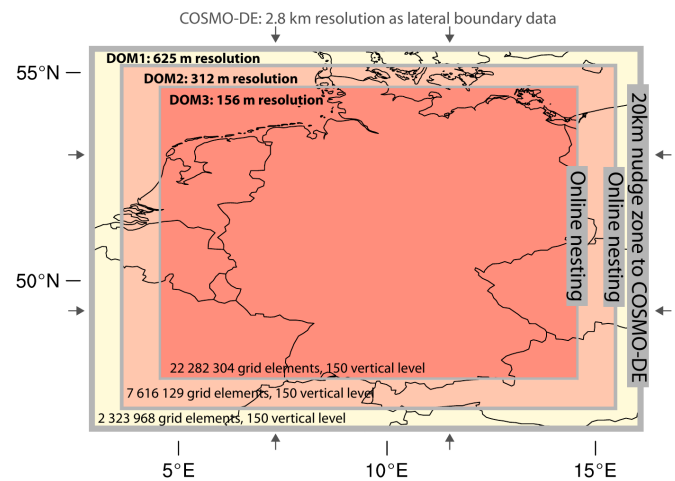 COSMO-DE: 2.8 km resolution as lateral boundary data
DOM1: 625 m resolution
55°N
DOM2: 312 m resolution
DOM3: 156 m resolution
20km nudge zone to COSMO-DE
Online nesting
Online nesting
50°N
22 282 304 grid elements, 150 vertical level
7 616 129 grid elements, 150 vertical level
2 323 968 grid elements, 150 vertical level
5°E
10°E
15°E